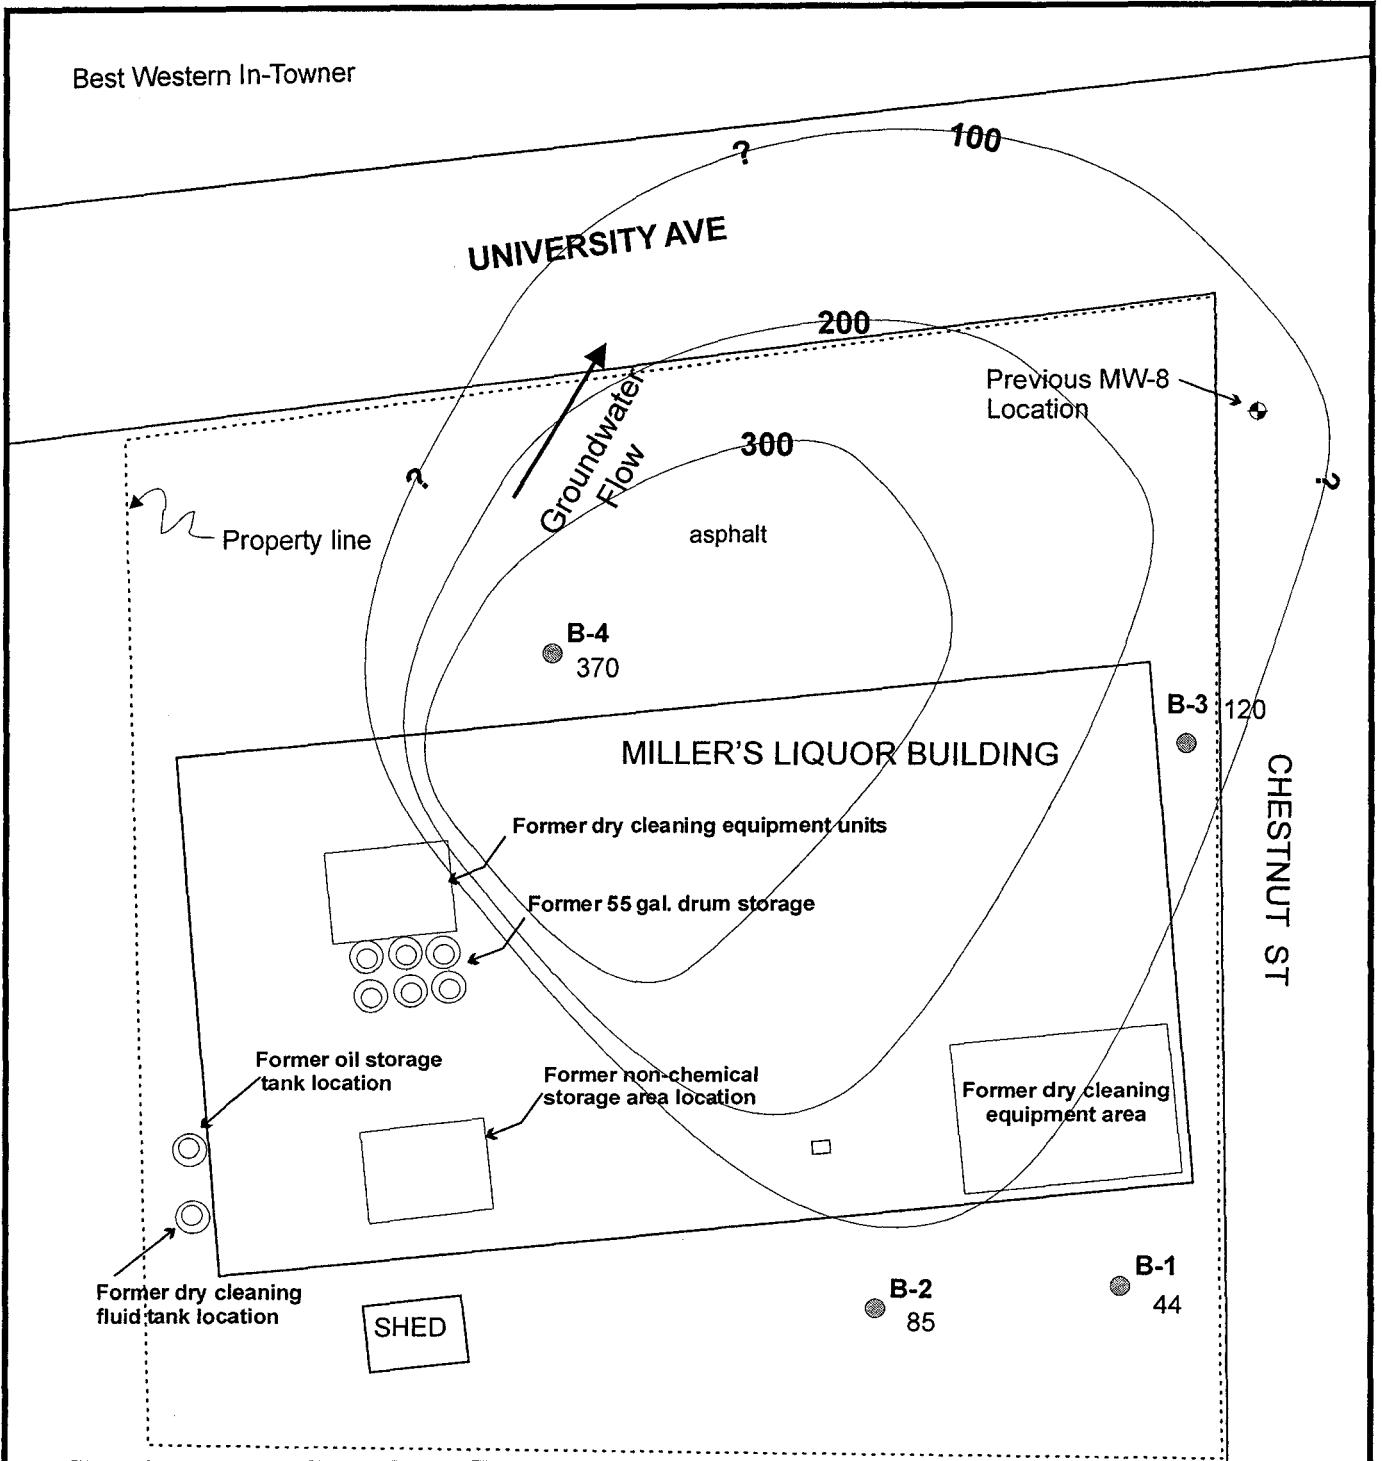 Best Western In-Towner
?
100
UNIVERSITY AVE
200
Previous MW-8
Location
Groundwater
Flow
300
?
?
asphalt
Property line
B-4
370
B-3 120
MILLER'S LIQUOR BUILDING
CHESTNUT ST
Former dry cleaning equipment units
Former 55 gal. drum storage
Former oil storage
tank location
Former non-chemical
storage area location
Former dry cleaning
equipment area
Former dry cleaning
fluid tank location
SHED
B-2
85
B-1
44